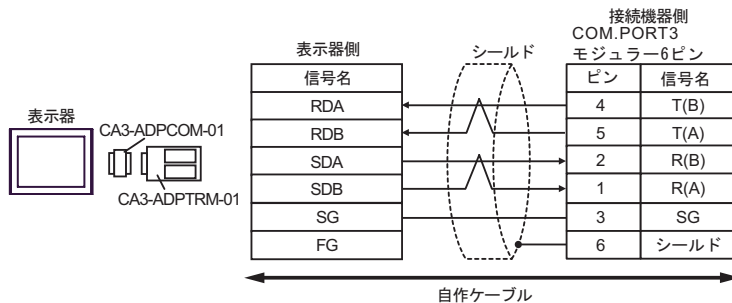 接続機器側
COM.PORT3
モジュラー6ピン
表示器側
シールド
信号名
ピン
信号名
RDA
4
T(B)
RDB
5
T(A)
SDA
2
R(B)
SDB
1
R(A)
SG
3
SG
FG
6
シールド
表示器
CA3-ADPCOM-01
CA3-ADPTRM-01
自作ケーブル